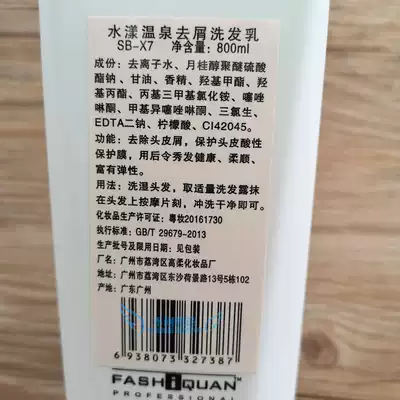 水漾温泉去屑洗发乳
SB-X7 净含量:800ml
成份：去离子水、月桂醇聚醚硫酸
酯钠、甘油、香精、羟基甲酯、羟
基丙酯、丙基三甲基氯化铵、噻唑
啉酮、甲基异噻唑啉酮、三氯生、
EDTA二钠、柠檬酸、CI42045。
功能：去除头皮屑，保护头皮酸性
保护膜，用后令秀发健康、柔顺、
富有弹性。
用法：洗湿头发，取适量洗发露抹
在头发上按摩片刻，冲洗干净即可。
化妆品生产许可证：粤妆20161730
执行标准：GB/T 29679-2013
生产批号及限用日期：见包装
厂名：广州市荔湾区高柔化妆品厂
地址：广州市荔湾区东沙荷景路13号5栋102
产地：广东广州
6 938073 327387
FASHIQUAN™
PROFESSIONAL